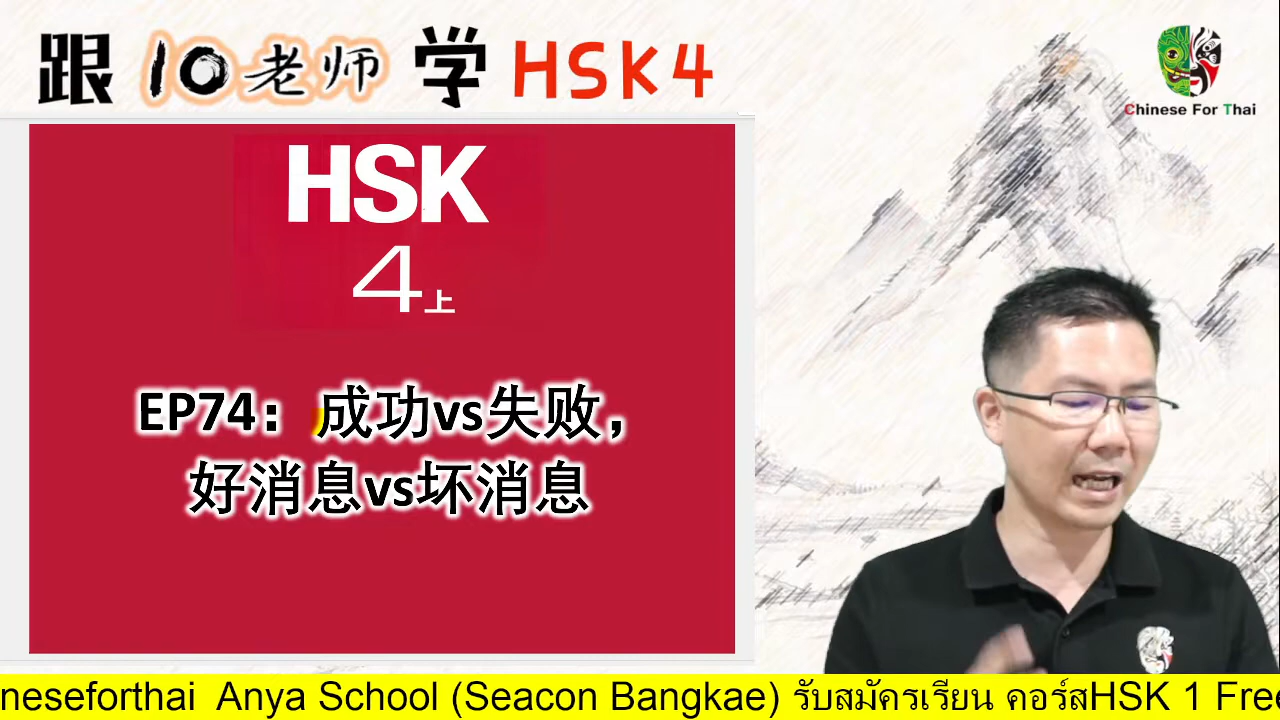 跟10老师学HSK4
Chinese For Thai
HSK
4上
EP74：成功vs失败，
好消息vs坏消息
neseforthai Anya School (Seacon Bangkae) รับสมัครเรียน คอร์สHSK 1 Free